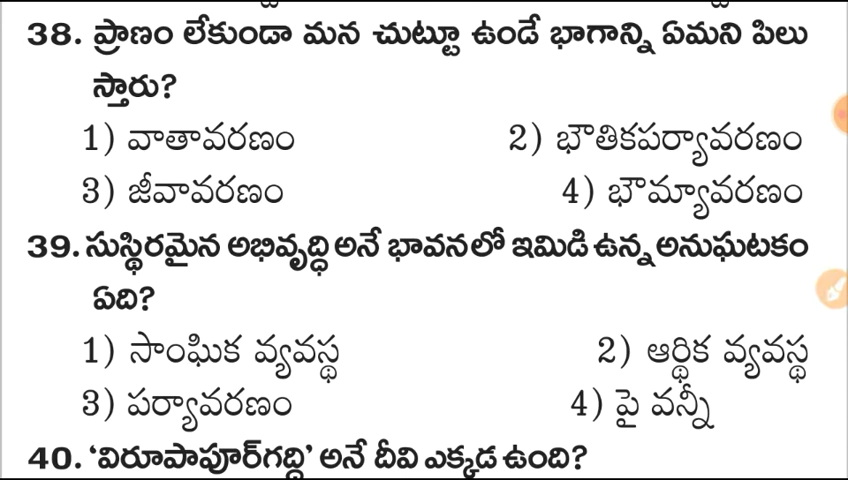 38. ప్రాణం లేకుండా మన చుట్టూ ఉండే భాగాన్ని ఏమని పిలు
స్తారు?
1) వాతావరణం 2) భౌతికపర్యావరణం
3) జీవావరణం 4) భౌమ్యావరణం
39. సుస్థిరమైన అభివృద్ధి అనే భావనలో ఇమిడి ఉన్న అనుఘటకం
ఏది?
1) సాంఘిక వ్యవస్థ 2) ఆర్థిక వ్యవస్థ
3) పర్యావరణం 4) పై వన్నీ
40. ‘విరూపాపూర్‌గద్ది’ అనే దీవి ఎక్కడ ఉంది?